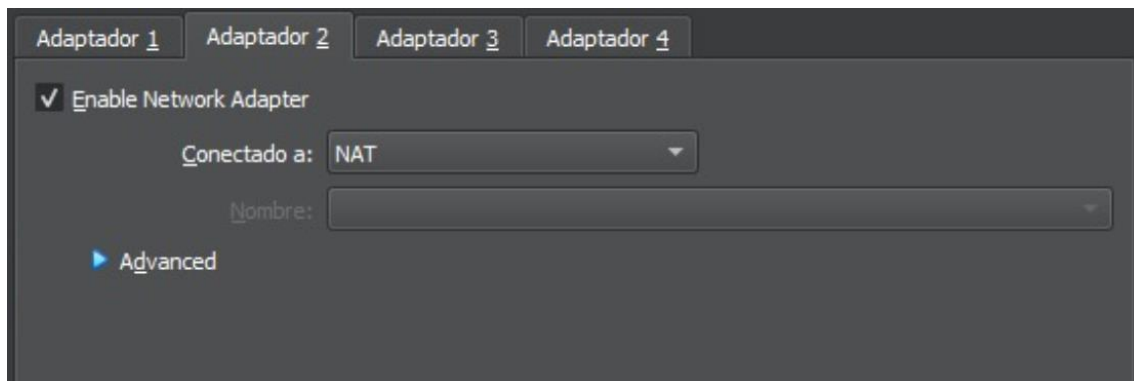 Adaptador 1 Adaptador 2 Adaptador 3 Adaptador 4
Enable Network Adapter
Conectado a: NAT
Nombre:
Advanced